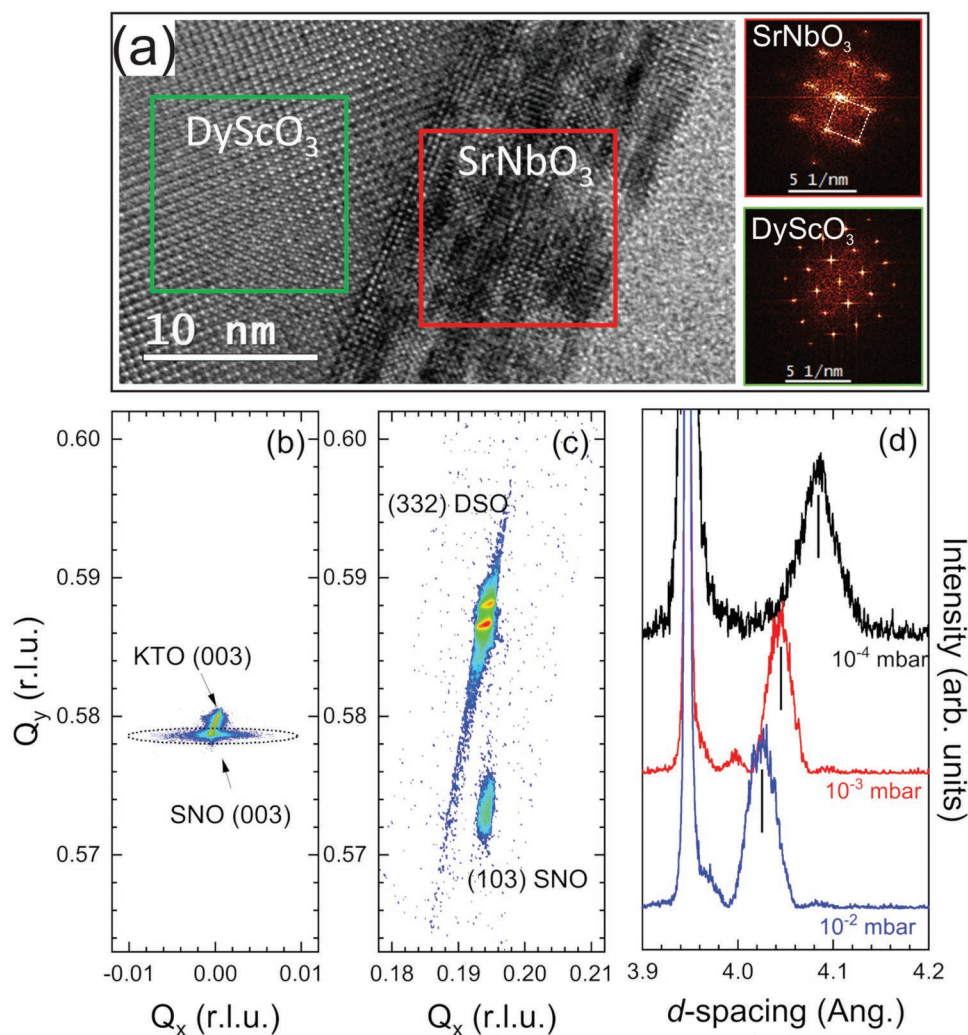 (a)
DyScO₃
SrNbO₃
10 nm
SrNbO₃
5 1/nm
DyScO₃
5 1/nm
(b)
(c)
(d)
0.60
0.59
0.58
0.57
Q_y (r.l.u.)
KTO (003)
SNO (003)
-0.01
0.00
0.01
Q_x (r.l.u.)
0.60
0.59
0.58
0.57
(332) DSO
(103) SNO
0.18
0.19
0.20
0.21
Q_x (r.l.u.)
10⁻⁴ mbar
10⁻³ mbar
10⁻² mbar
3.9
4.0
4.1
4.2
d-spacing (Ang.)
Intensity (arb. units)